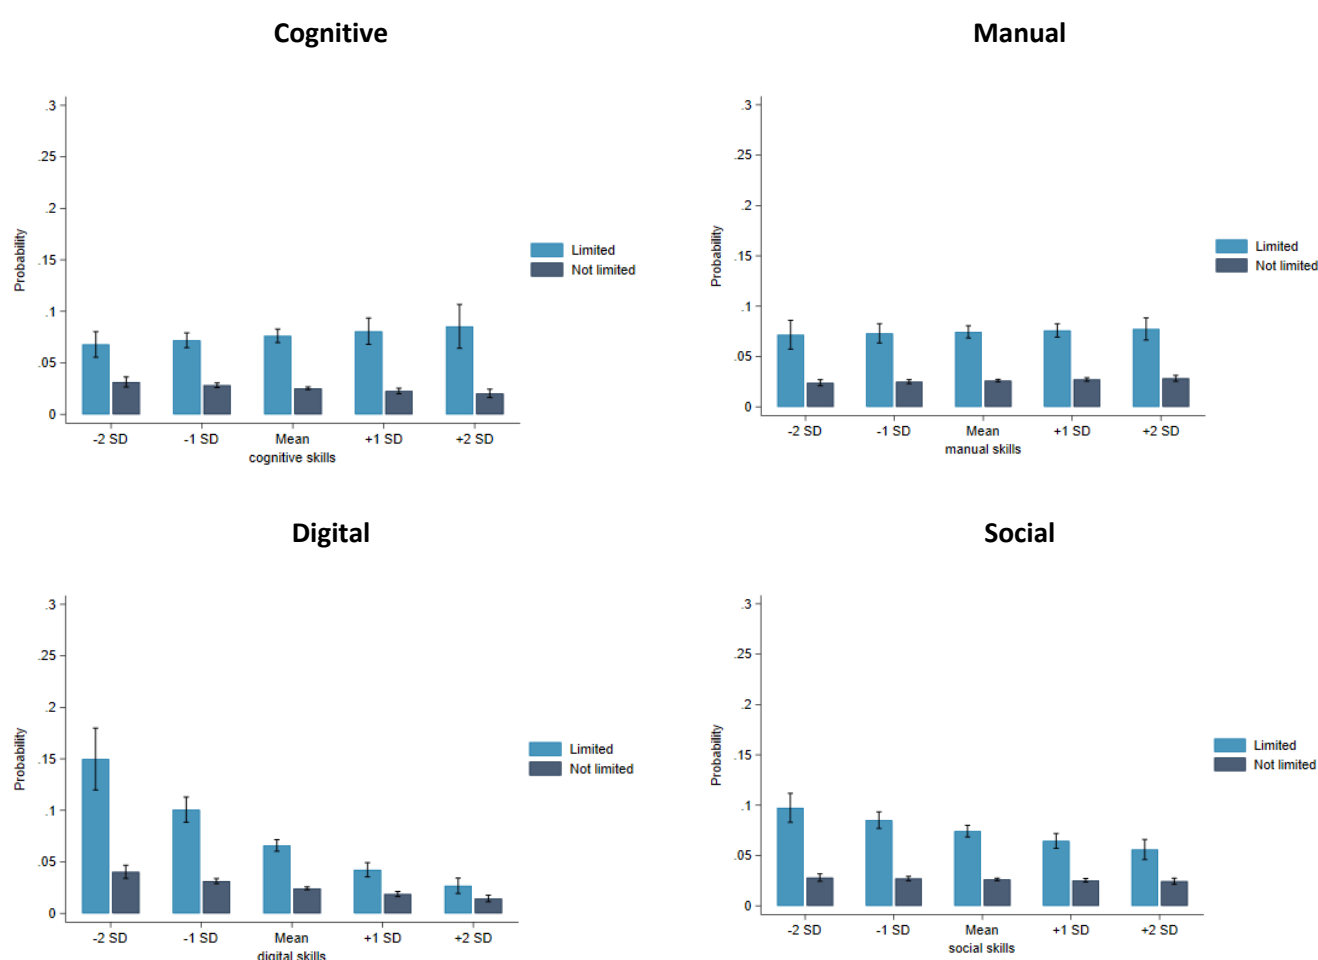 Cognitive
.3
.25
.2
.15
.1
.05
0
Probability
-2 SD -1 SD Mean +1 SD +2 SD
cognitive skills
Limited
Not limited
Manual
.3
.25
.2
.15
.1
.05
0
Probability
-2 SD -1 SD Mean +1 SD +2 SD
manual skills
Limited
Not limited
Digital
.3
.25
.2
.15
.1
.05
0
Probability
-2 SD -1 SD Mean +1 SD +2 SD
digital skills
Limited
Not limited
Social
.3
.25
.2
.15
.1
.05
0
Probability
-2 SD -1 SD Mean +1 SD +2 SD
social skills
Limited
Not limited